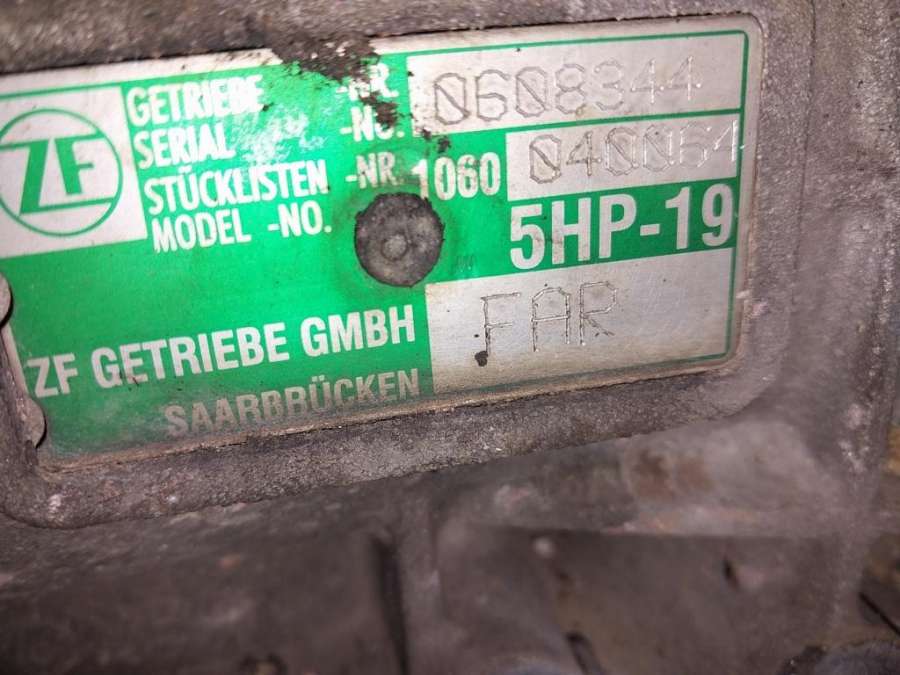 ZF
GETRIEBE -NR. 0608344
SERIAL -NO.
STÜCKLISTEN -NR. 1060 040064
MODEL -NO.
5HP-19
FAR
ZF GETRIEBE GMBH
SAARBRÜCKEN